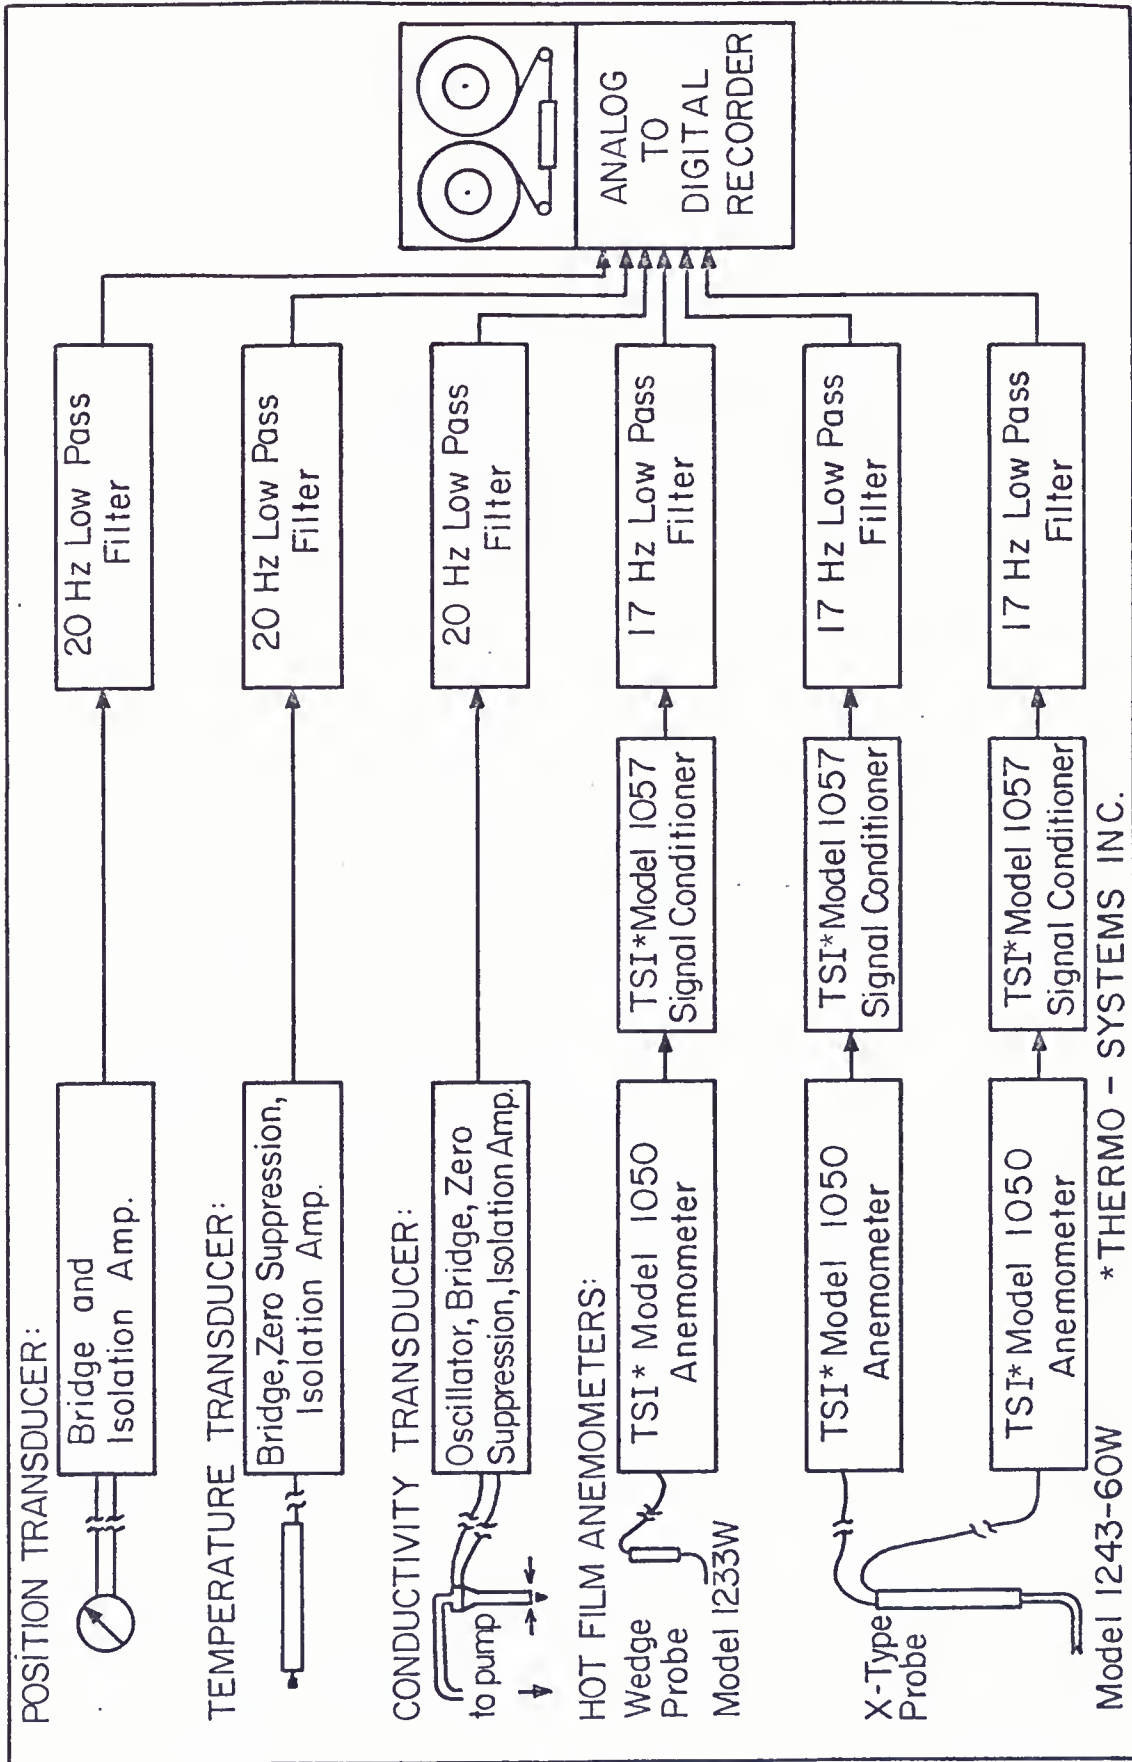 POSITION TRANSDUCER:
Bridge and
Isolation Amp.
20 Hz Low Pass
Filter
TEMPERATURE TRANSDUCER:
Bridge, Zero Suppression,
Isolation Amp.
20 Hz Low Pass
Filter
CONDUCTIVITY TRANSDUCER:
to pump
Oscillator, Bridge, Zero
Suppression, Isolation Amp.
20 Hz Low Pass
Filter
HOT FILM ANEMOMETERS:
Wedge
Probe
Model 1233W
TSI* Model 1050
Anemometer
TSI* Model 1057
Signal Conditioner
17 Hz Low Pass
Filter
X-Type
Probe
Model 1243-60W
TSI* Model 1050
Anemometer
TSI* Model 1057
Signal Conditioner
17 Hz Low Pass
Filter
TSI* Model 1050
Anemometer
TSI* Model 1057
Signal Conditioner
17 Hz Low Pass
Filter
ANALOG
TO
DIGITAL
RECORDER
*THERMO - SYSTEMS INC.